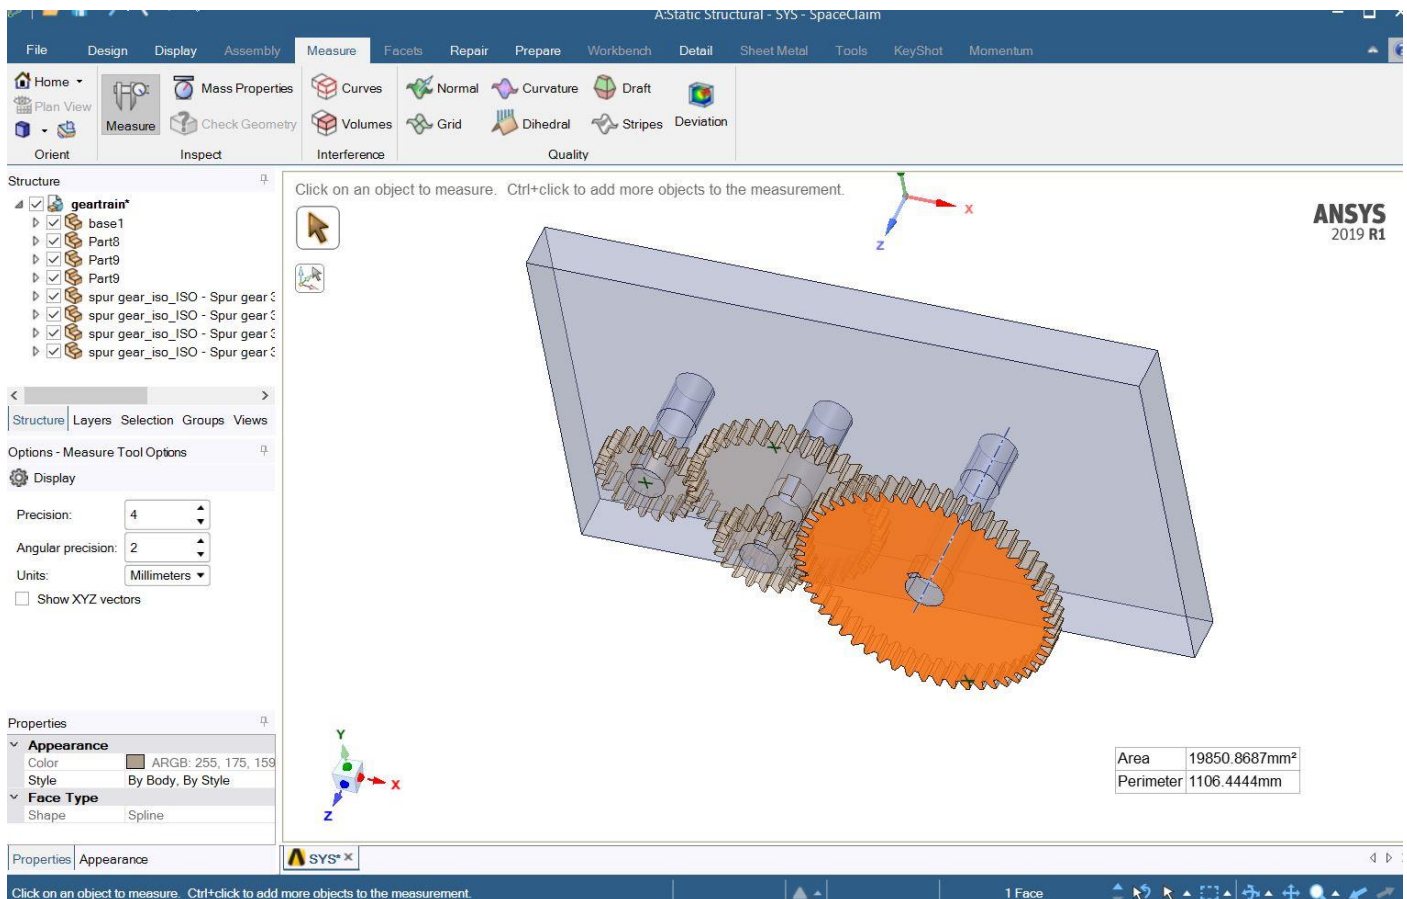 A:Static Structural - SYS - SpaceClaim
File Design Display Assembly Measure Facets Repair Prepare Workbench Detail Sheet Metal Tools KeyShot Momentum
Home Mass Properties Curves Normal Curvature Draft
Plan View Measure Check Geometry Volumes Grid Dihedral Stripes Deviation
Orient Inspect Interference Quality
Structure
Click on an object to measure. Ctrl+click to add more objects to the measurement.
geartrain*
base1
Part8
Part9
Part9
spur gear_iso_ISO - Spur gear 3
spur gear_iso_ISO - Spur gear 3
spur gear_iso_ISO - Spur gear 3
spur gear_iso_ISO - Spur gear 3
X
Z
ANSYS
2019 R1
Structure Layers Selection Groups Views
Options - Measure Tool Options
Display
Precision: 4
Angular precision: 2
Units: Millimeters
Show XYZ vectors
Properties
Appearance
Color ARGB: 255, 175, 159
Style By Body, By Style
Face Type
Shape Spline
Y
X
Z
Area 19850.8687mm²
Perimeter 1106.4444mm
Properties Appearance
SYS*
Click on an object to measure. Ctrl+click to add more objects to the measurement.
1 Face